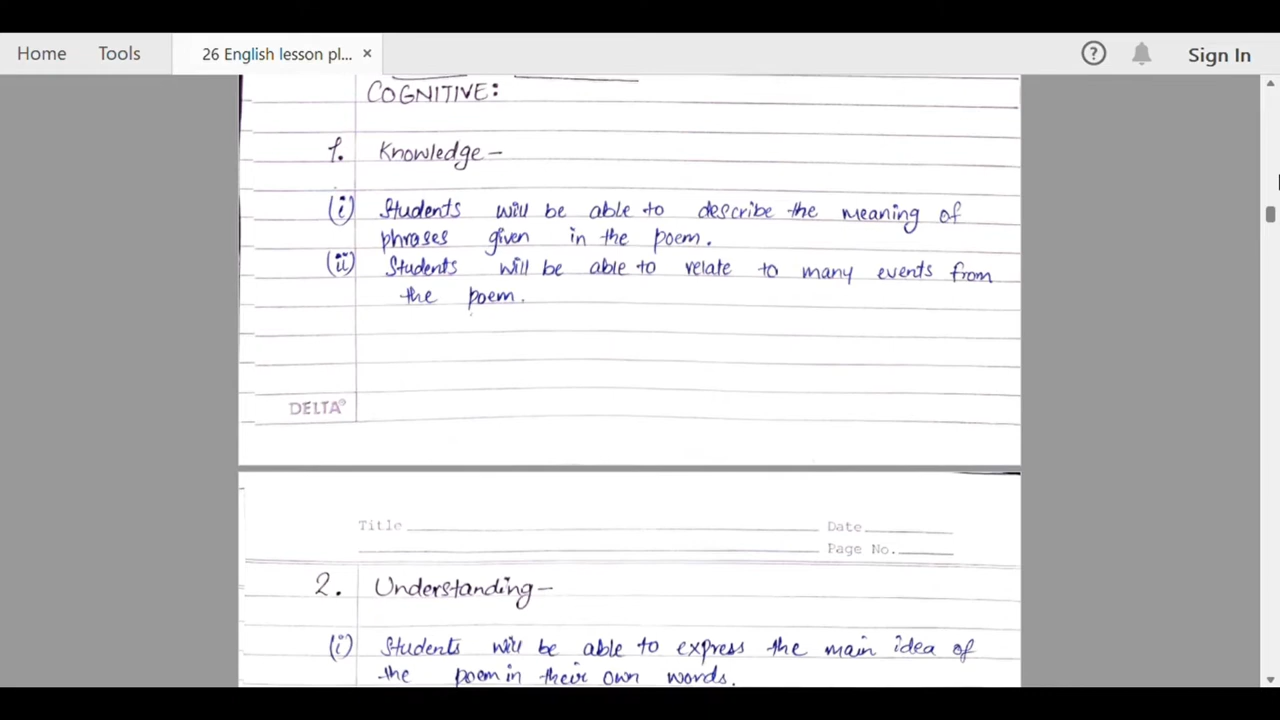 Home Tools 26 English lesson pl... × ? Sign In
COGNITIVE:
1. Knowledge –
(i) Students will be able to describe the meaning of
phrases given in the poem.
(ii) Students will be able to relate to many events from
the poem.
DELTA®
Title Date
Page No.
2. Understanding –
(i) Students will be able to express the main idea of
the poem in their own words.